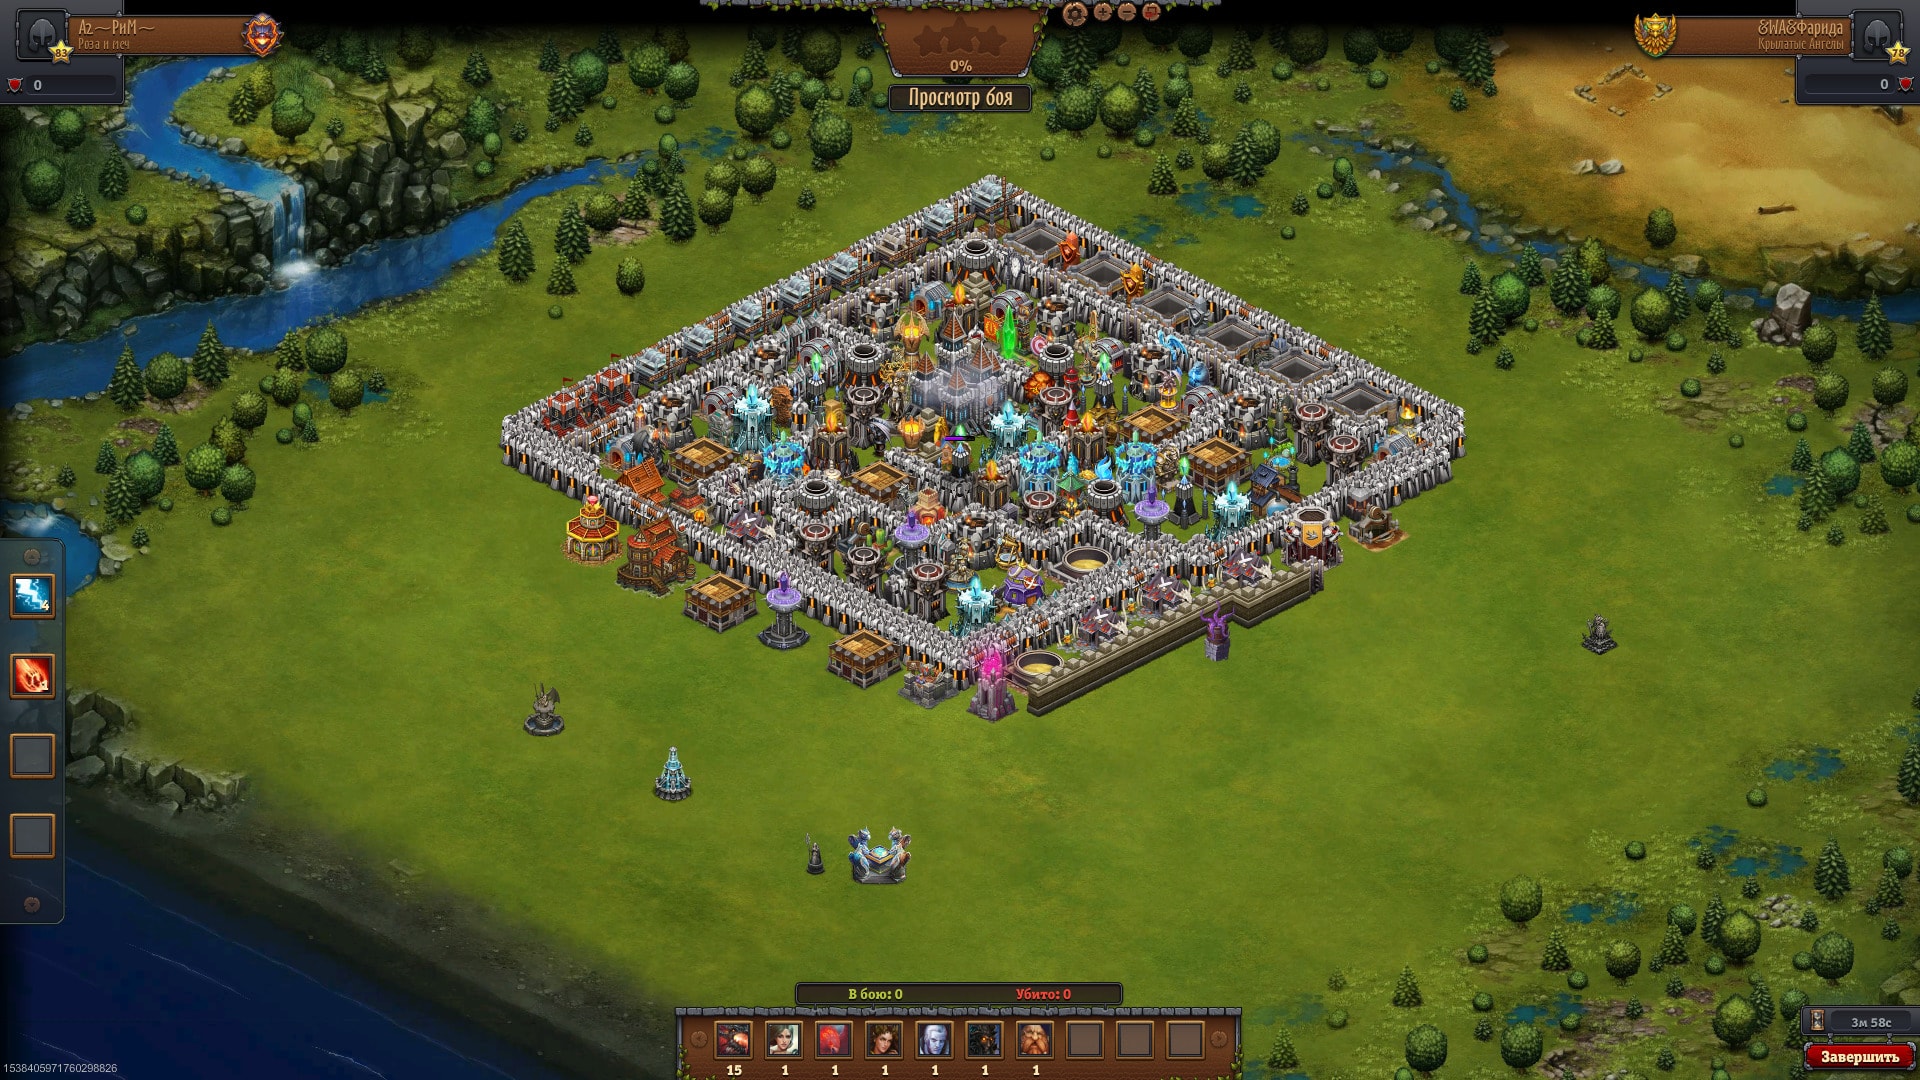 Az~РиМ~
Роза и меч
83
0
0%
Просмотр боя
&WA&Фарида
Крылатые Ангелы
78
0
4
1
В бою: 0
Убито: 0
15
1
1
1
1
1
1
3м 58с
Завершить
1538405971760298826